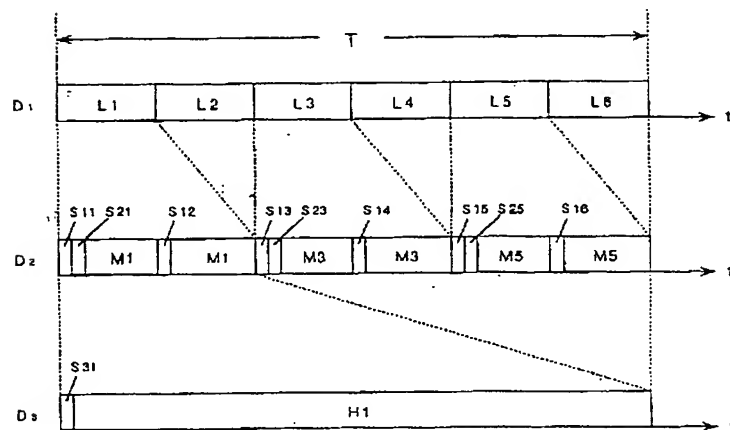 T
D1 L1 L2 L3 L4 L5 L6 t
S11 S21 S12 S13 S23 S14 S15 S25 S16
D2 M1 M1 M3 M3 M5 M5 t
S31
D3 H1